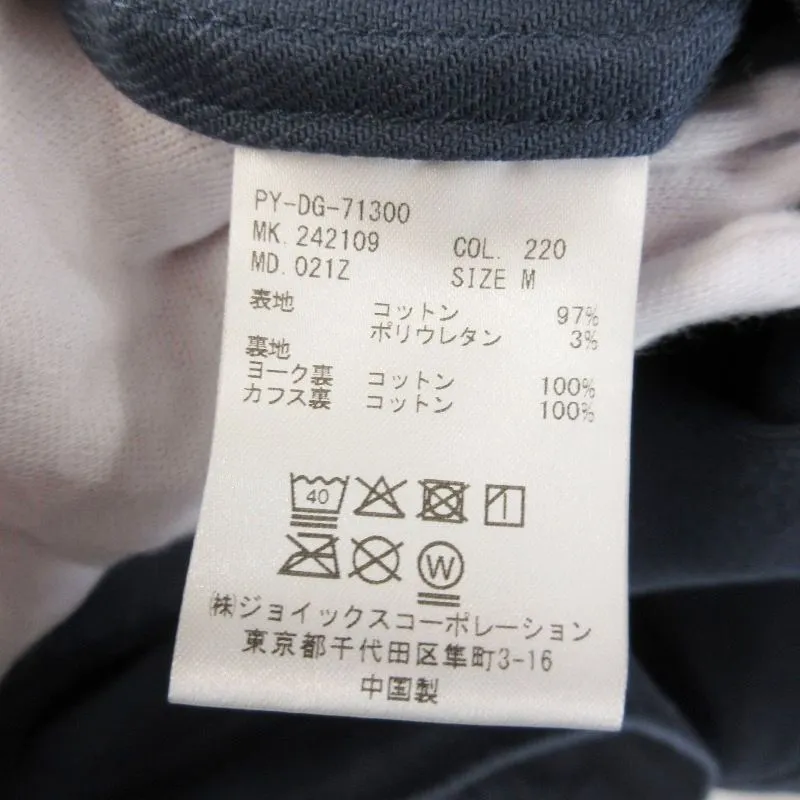 PY-DG-71300
MK. 242109 COL. 220
MD. 021Z SIZE M
表地 コットン 97%
ポリウレタン 3%
裏地
ヨーク裏 コットン 100%
カフス裏 コットン 100%
40
W
㈱ジョイックスコーポレーション
東京都千代田区隼町3-16
中国製